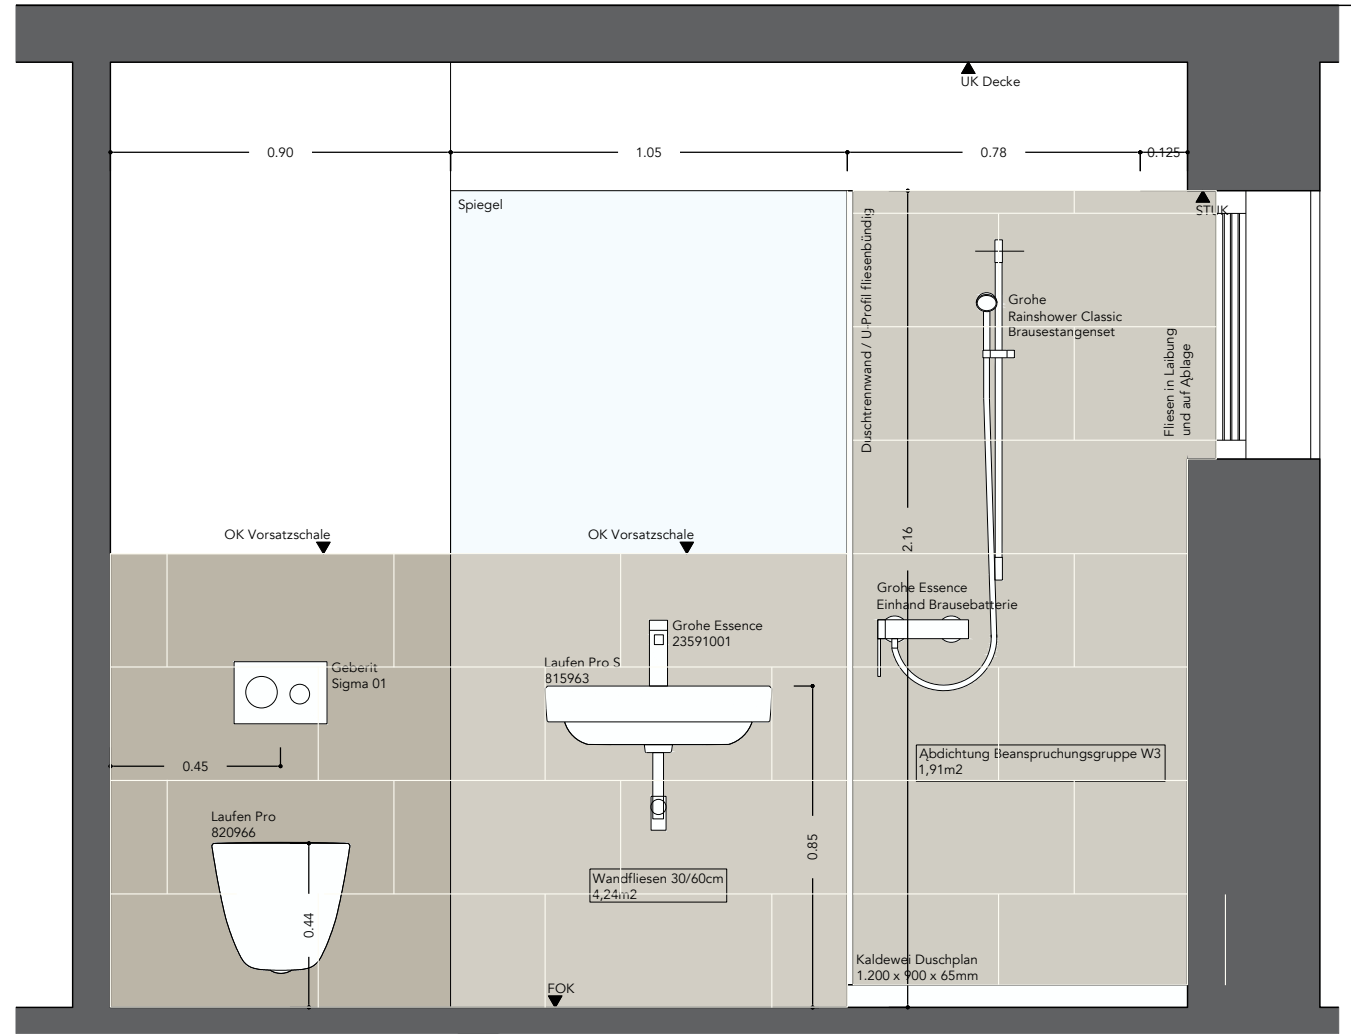 UK Decke
0.90
1.05
0.78
0.125
Spiegel
STUK
Duschtrennwand / U-Profil fliesenbündig
Grohe
Rainshower Classic
Brausestangenset
Fliesen in Laibung
und auf Ablage
OK Vorsatzschale
OK Vorsatzschale
2.16
Grohe Essence
Einhand Brausebatterie
Grohe Essence
23591001
Geberit
Sigma 01
Laufen Pro S
815963
Abdichtung Beanspruchungsgruppe W3
1,91m2
0.45
Laufen Pro
820966
0.85
Wandfliesen 30/60cm
4,24m2
0.44
Kaldewei Duschplan
1.200 x 900 x 65mm
FOK